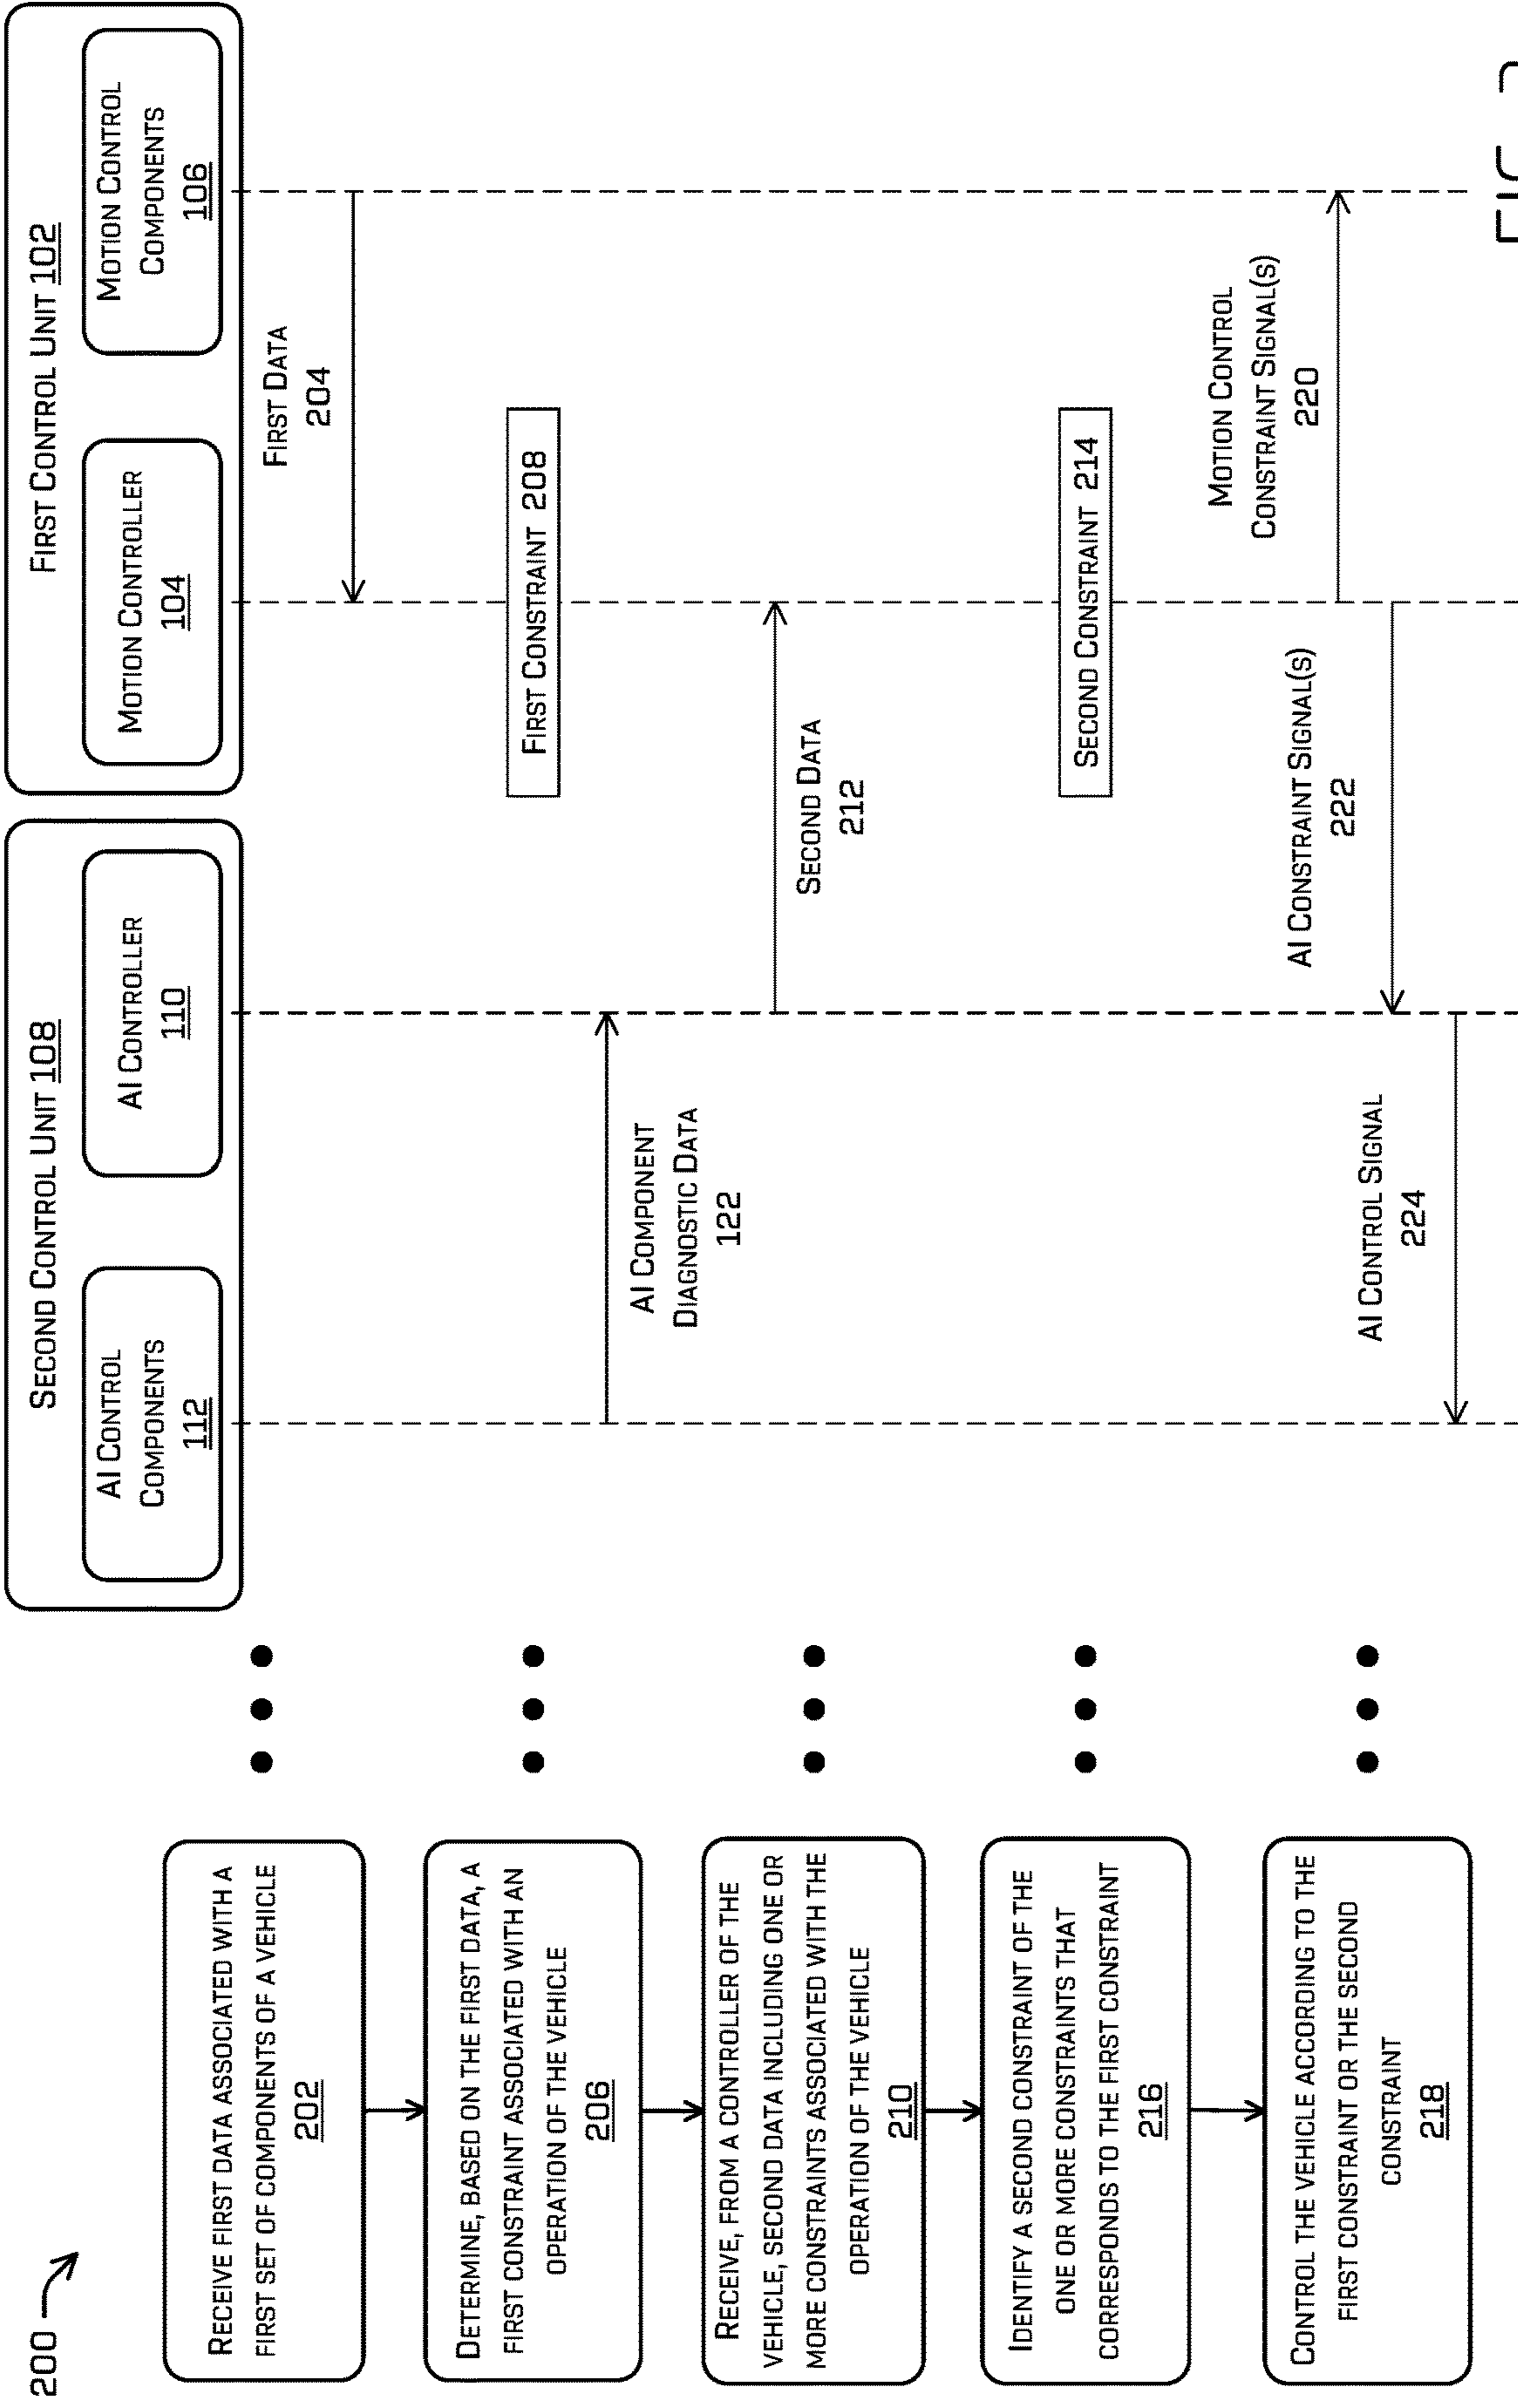 200
RECEIVE FIRST DATA ASSOCIATED WITH A
FIRST SET OF COMPONENTS OF A VEHICLE
202
DETERMINE, BASED ON THE FIRST DATA, A
FIRST CONSTRAINT ASSOCIATED WITH AN
OPERATION OF THE VEHICLE
206
RECEIVE, FROM A CONTROLLER OF THE
VEHICLE, SECOND DATA INCLUDING ONE OR
MORE CONSTRAINTS ASSOCIATED WITH THE
OPERATION OF THE VEHICLE
210
IDENTIFY A SECOND CONSTRAINT OF THE
ONE OR MORE CONSTRAINTS THAT
CORRESPONDS TO THE FIRST CONSTRAINT
216
CONTROL THE VEHICLE ACCORDING TO THE
FIRST CONSTRAINT OR THE SECOND
CONSTRAINT
218
SECOND CONTROL UNIT 108
AI CONTROL
COMPONENTS
112
AI CONTROLLER
110
FIRST CONTROL UNIT 102
MOTION CONTROLLER
104
MOTION CONTROL
COMPONENTS
106
FIRST DATA
204
FIRST CONSTRAINT 208
AI COMPONENT
DIAGNOSTIC DATA
122
SECOND DATA
212
SECOND CONSTRAINT 214
MOTION CONTROL
CONSTRAINT SIGNAL(S)
220
AI CONSTRAINT SIGNAL(S)
222
AI CONTROL SIGNAL
224